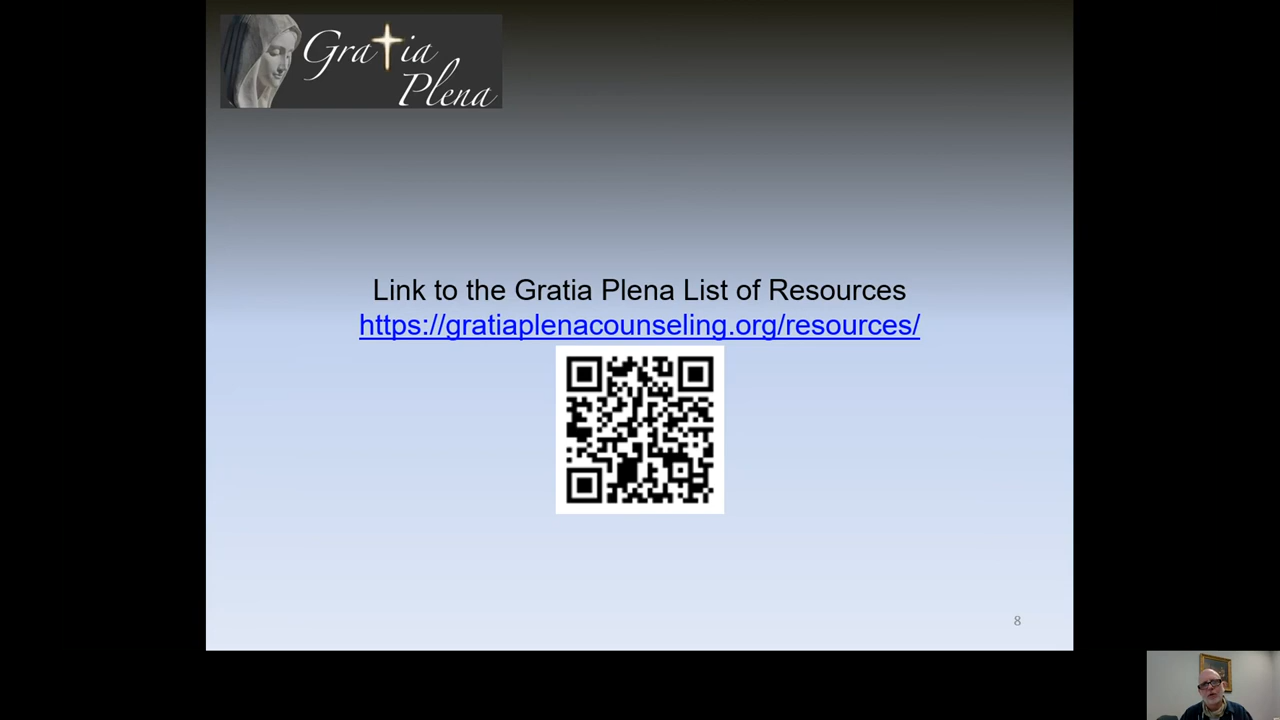 Gratia
Plena
Link to the Gratia Plena List of Resources
https://gratiaplenacounseling.org/resources/
8